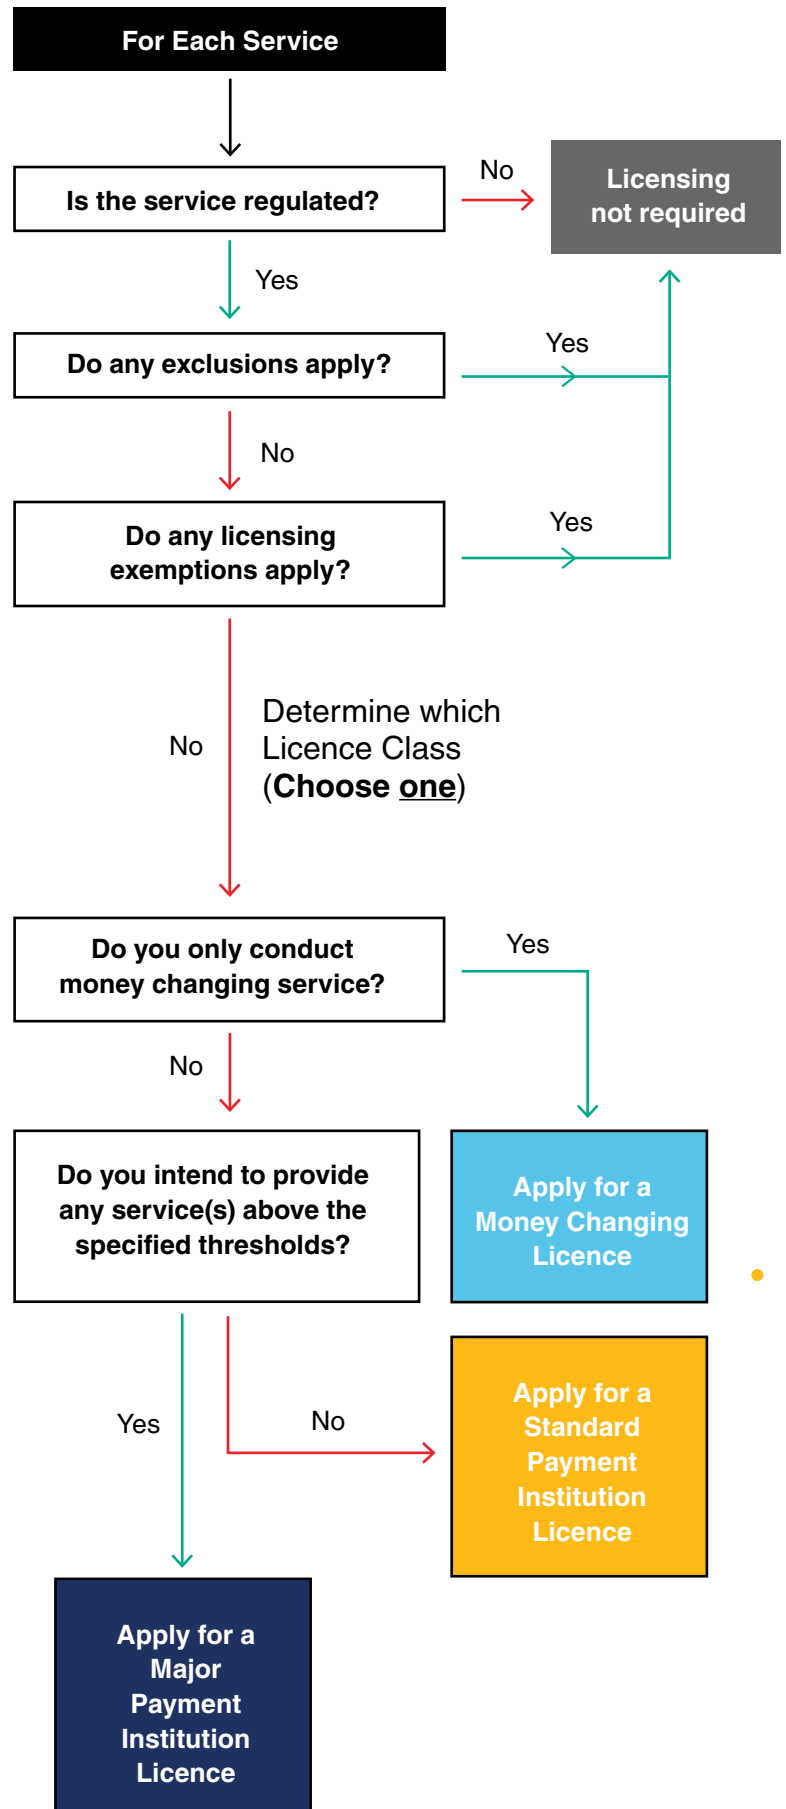 For Each Service
Is the service regulated?
No
Licensing
not required
Yes
Do any exclusions apply?
Yes
No
Do any licensing
exemptions apply?
Yes
No
Determine which
Licence Class
(Choose one)
Do you only conduct
money changing service?
Yes
No
Do you intend to provide
any service(s) above the
specified thresholds?
Apply for a
Money Changing
Licence
Yes
No
Apply for a
Standard
Payment
Institution
Licence
Apply for a
Major
Payment
Institution
Licence